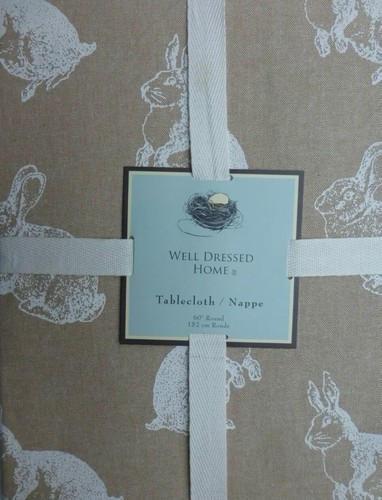 WELL DRESSED
HOME ®
Tablecloth / Nappe
60" Round
152 cm Ronde